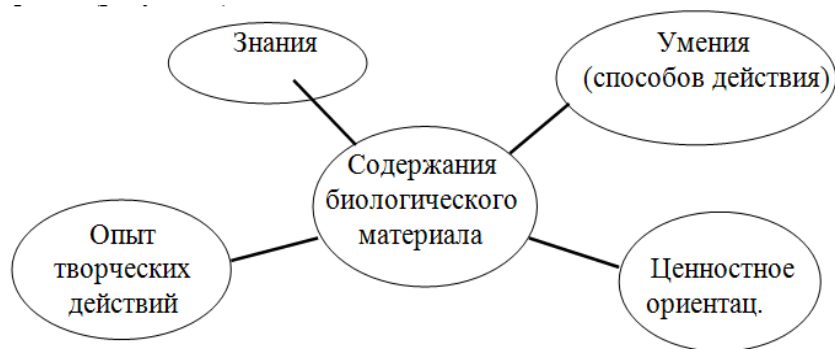 Знания
Умения
(способов действия)
Содержания
биологического
материала
Опыт
творческих
действий
Ценностное
ориентац.